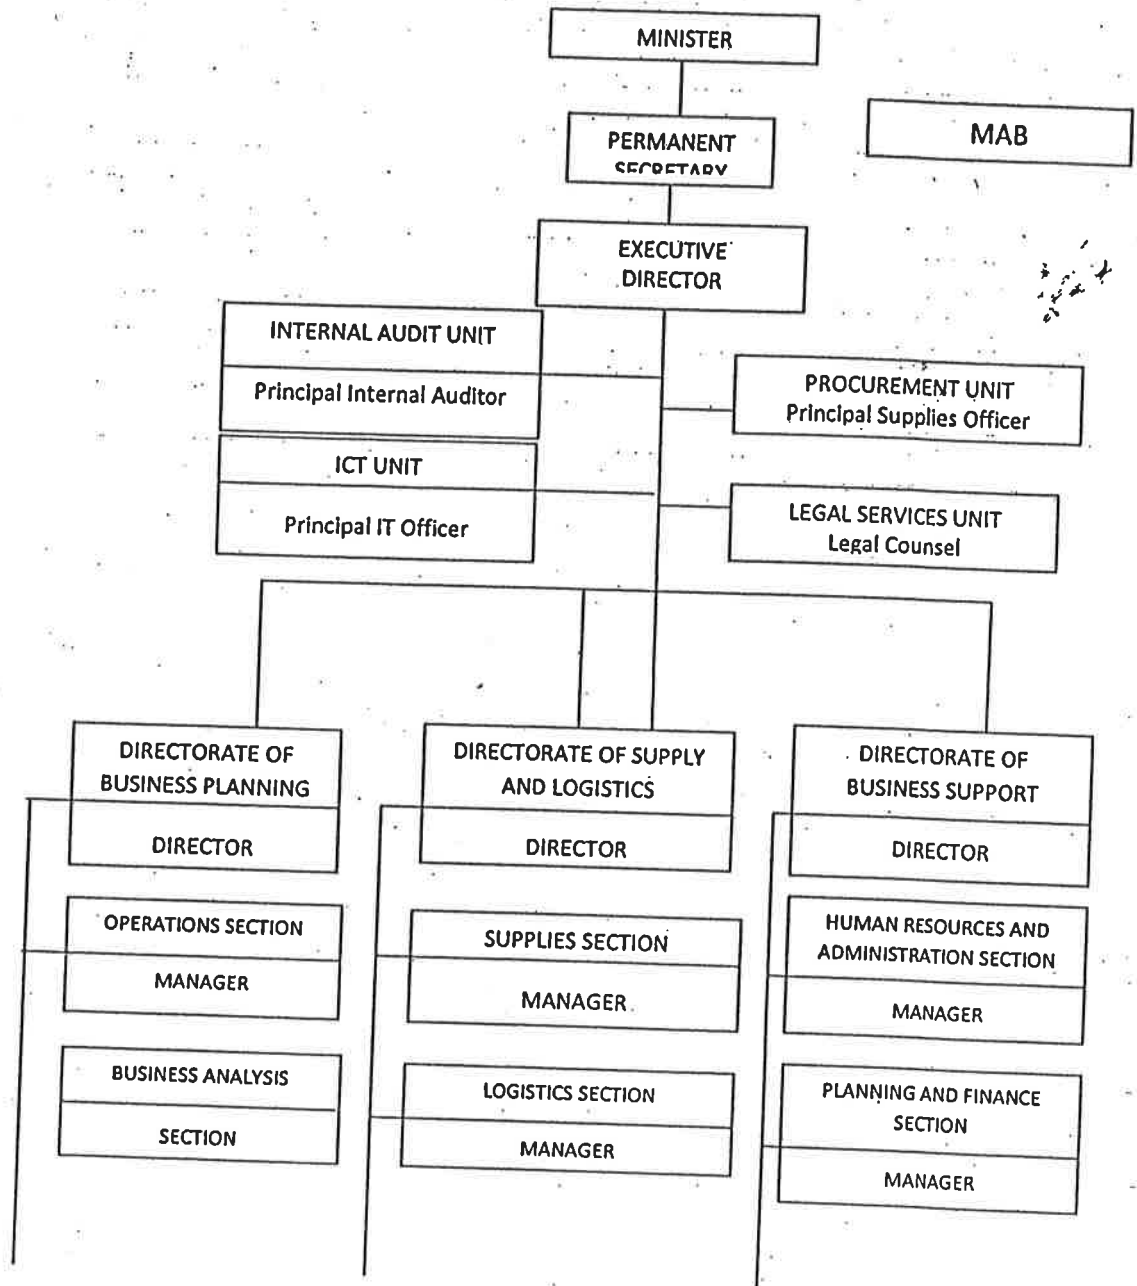 MINISTER
MAB
PERMANENT
SECRETARY
EXECUTIVE
DIRECTOR
INTERNAL AUDIT UNIT
Principal Internal Auditor
PROCUREMENT UNIT
Principal Supplies Officer
ICT UNIT
Principal IT Officer
LEGAL SERVICES UNIT
Legal Counsel
DIRECTORATE OF
BUSINESS PLANNING
DIRECTOR
DIRECTORATE OF SUPPLY
AND LOGISTICS
DIRECTOR
DIRECTORATE OF
BUSINESS SUPPORT
DIRECTOR
OPERATIONS SECTION
MANAGER
SUPPLIES SECTION
MANAGER
HUMAN RESOURCES AND
ADMINISTRATION SECTION
MANAGER
BUSINESS ANALYSIS
SECTION
LOGISTICS SECTION
MANAGER
PLANNING AND FINANCE
SECTION
MANAGER